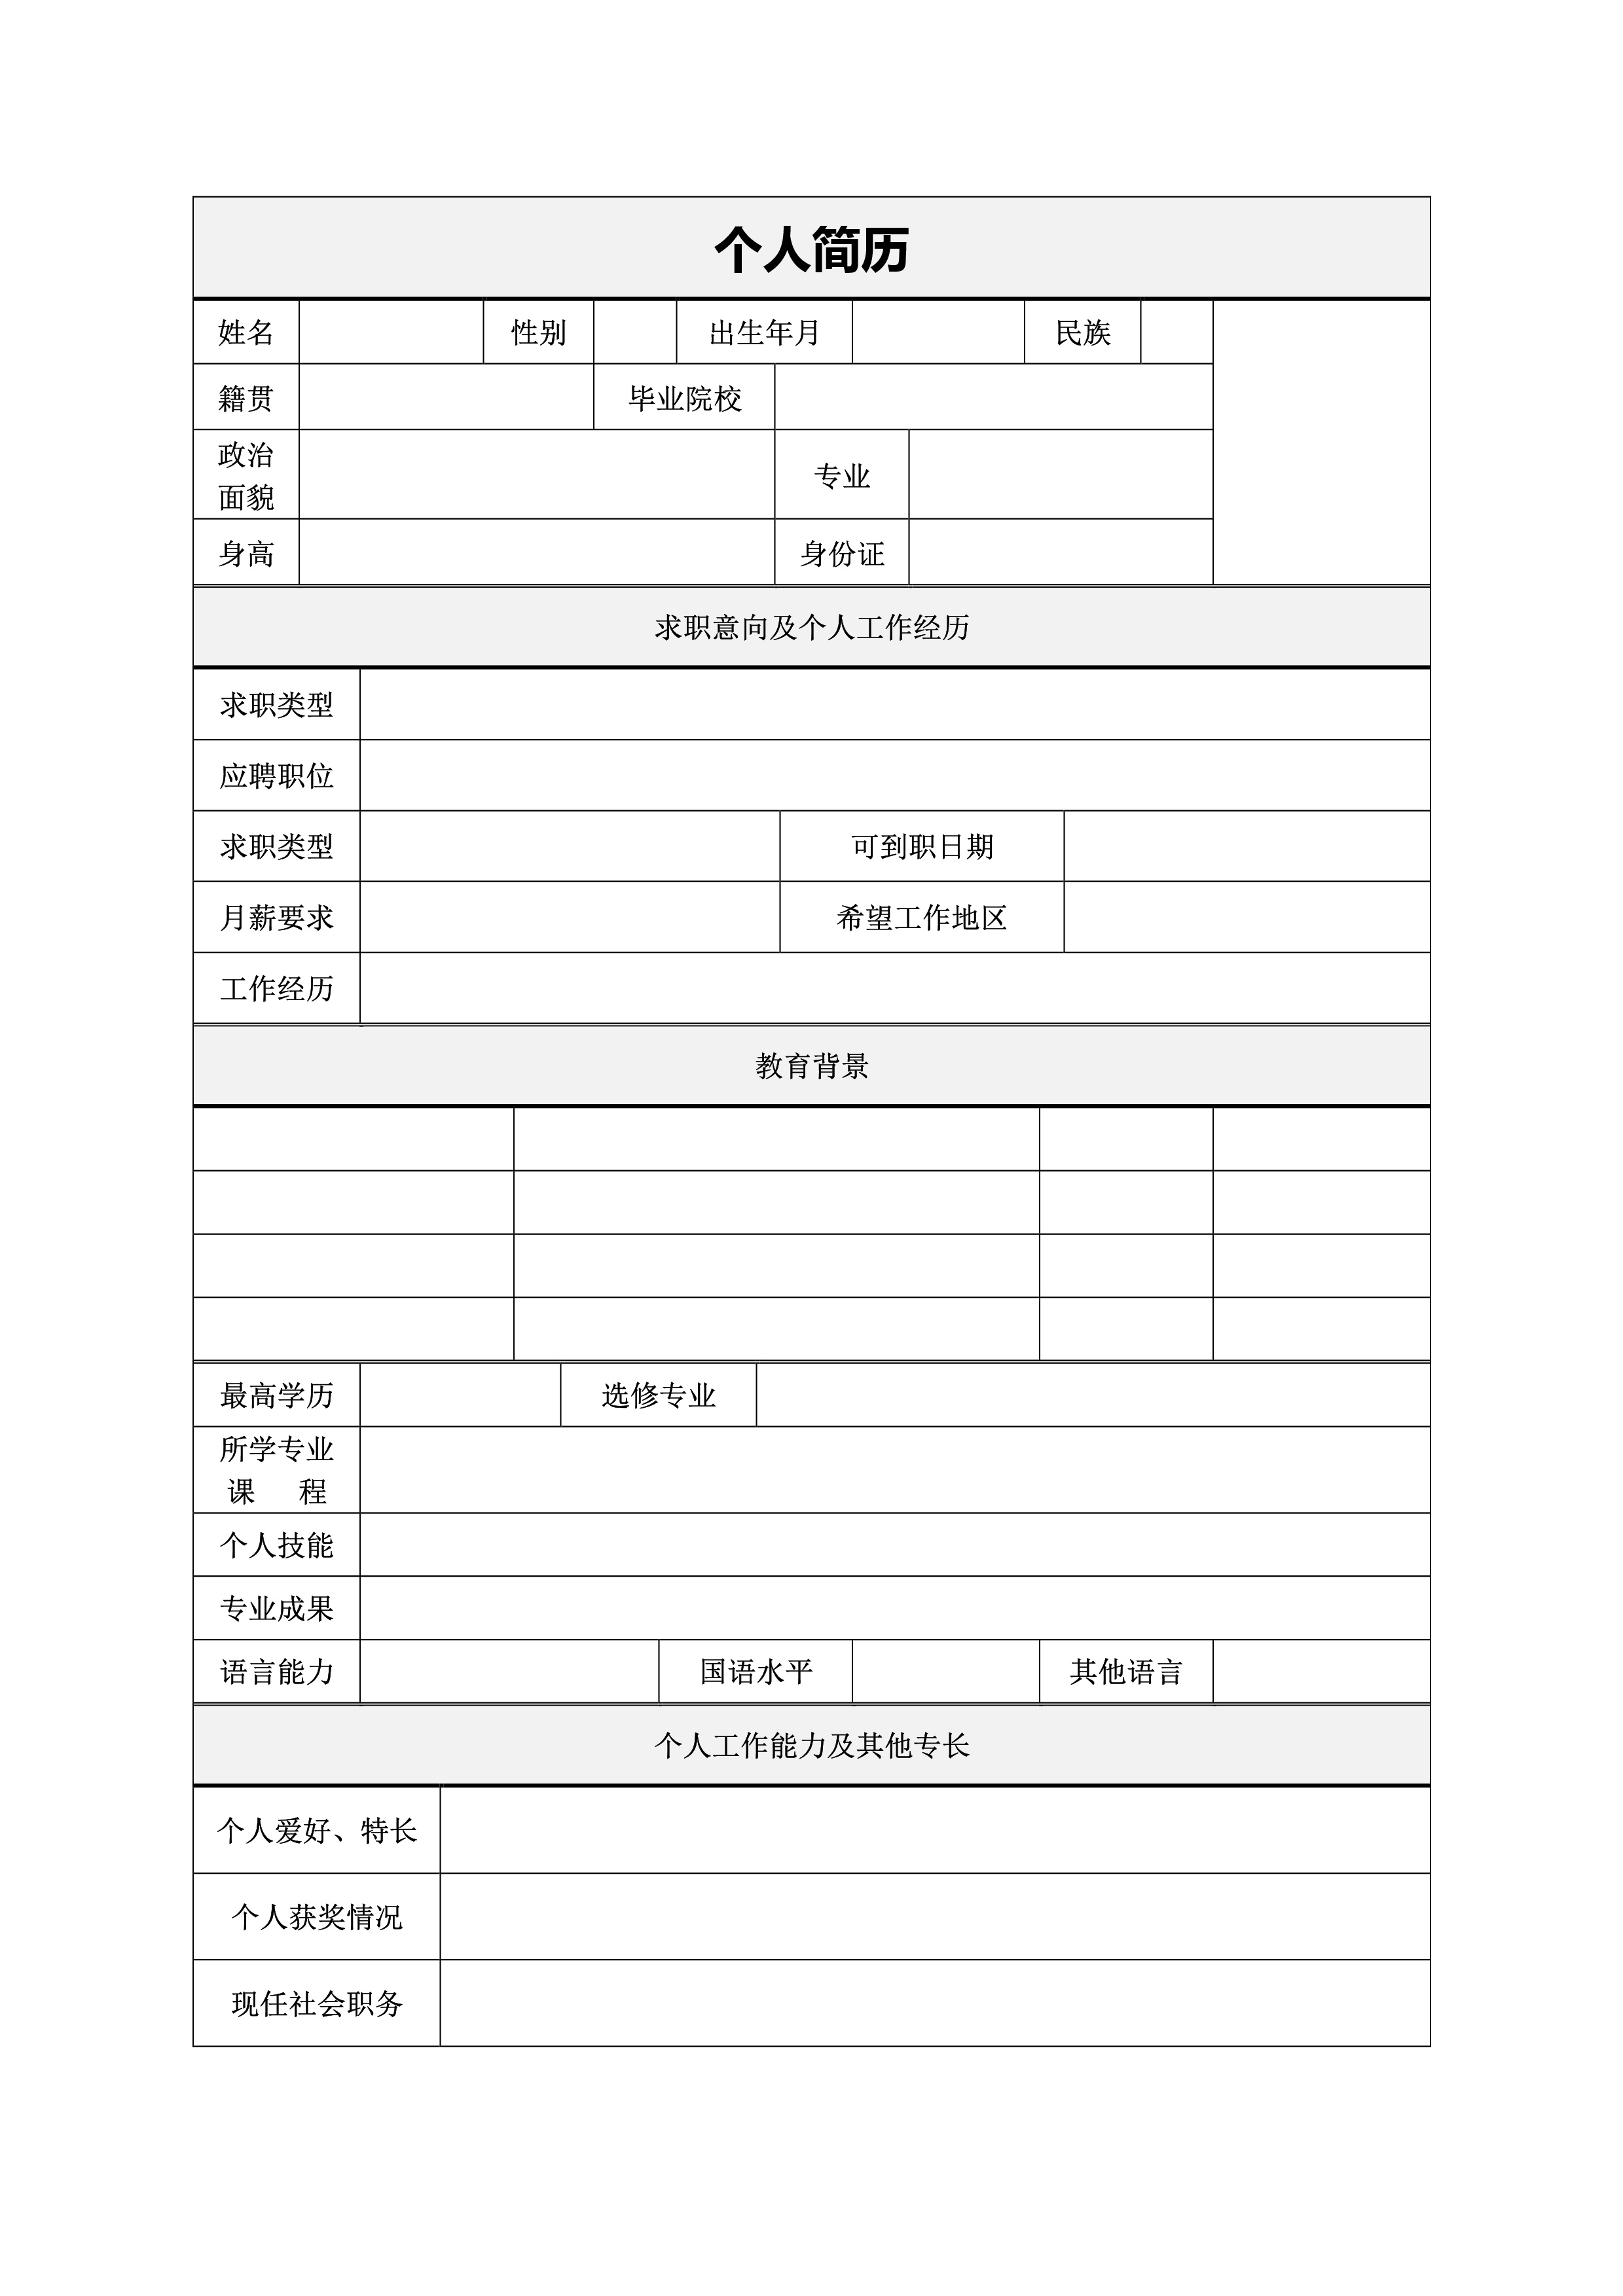 个人简历
姓名 性别 出生年月 民族
籍贯 毕业院校
政治
面貌
专业
身高 身份证
求职意向及个人工作经历
求职类型
应聘职位
求职类型 可到职日期
月薪要求 希望工作地区
工作经历
教育背景
最高学历 选修专业
所学专业
课 程
个人技能
专业成果
语言能力 国语水平 其他语言
个人工作能力及其他专长
个人爱好、特长
个人获奖情况
现任社会职务